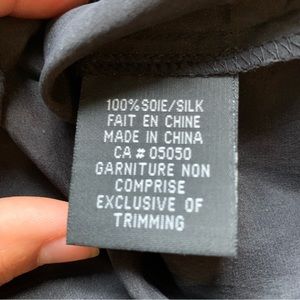 100% SOIE/SILK
FAIT EN CHINE
MADE IN CHINA
CA # 05050
GARNITURE NON
COMPRISE
EXCLUSIVE OF
TRIMMING